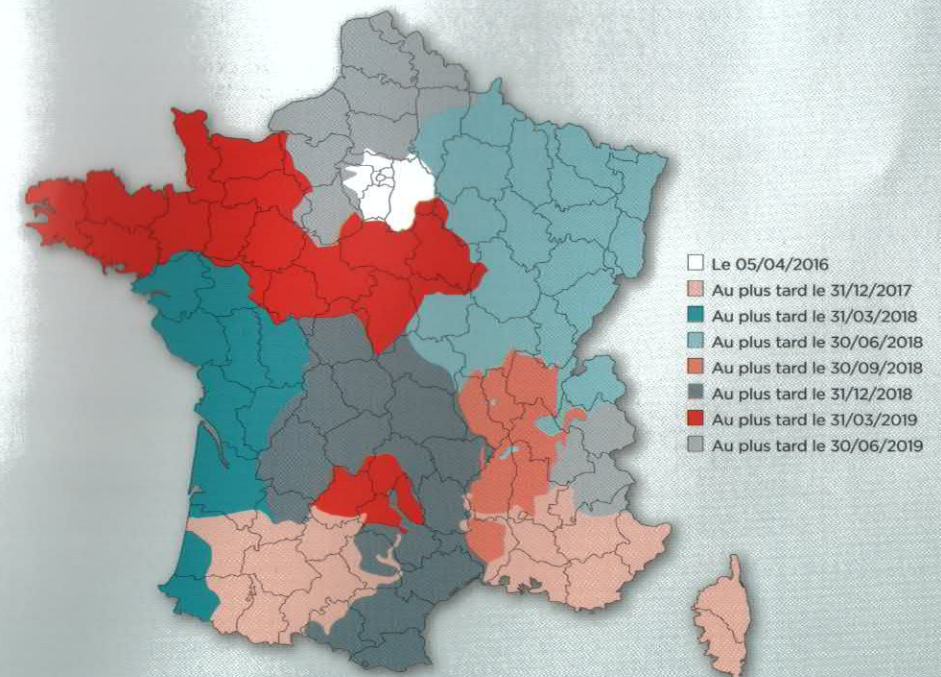 Le 05/04/2016
Au plus tard le 31/12/2017
Au plus tard le 31/03/2018
Au plus tard le 30/06/2018
Au plus tard le 30/09/2018
Au plus tard le 31/12/2018
Au plus tard le 31/03/2019
Au plus tard le 30/06/2019